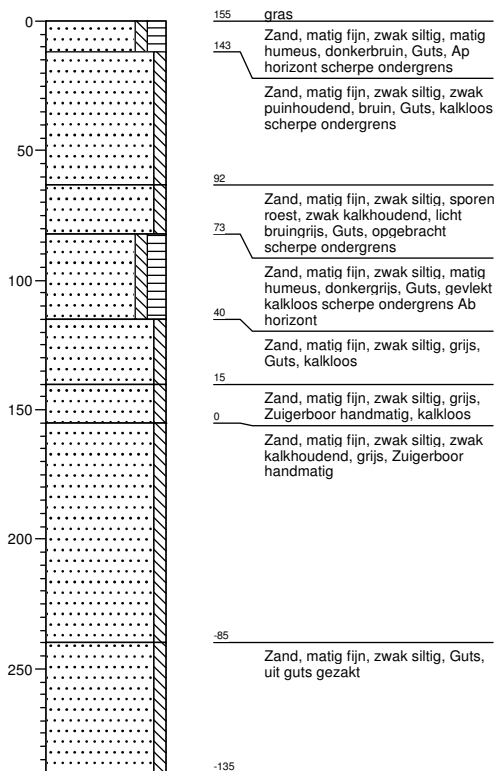 0
50
100
150
200
250
155 gras
Zand, matig fijn, zwak siltig, matig
humeus, donkerbruin, Guts, Ap
horizont scherpe ondergrens
143
Zand, matig fijn, zwak siltig, zwak
puinhoudend, bruin, Guts, kalkloos
scherpe ondergrens
92
Zand, matig fijn, zwak siltig, sporen
roest, zwak kalkhoudend, licht
bruingrijs, Guts, opgebracht
scherpe ondergrens
73
Zand, matig fijn, zwak siltig, matig
humeus, donkergrijs, Guts, gevlekt
kalkloos scherpe ondergrens Ab
horizont
40
Zand, matig fijn, zwak siltig, grijs,
Guts, kalkloos
15
Zand, matig fijn, zwak siltig, grijs,
Zuigerboor handmatig, kalkloos
0
Zand, matig fijn, zwak siltig, zwak
kalkhoudend, grijs, Zuigerboor
handmatig
-85
Zand, matig fijn, zwak siltig, Guts,
uit guts gezakt
-135